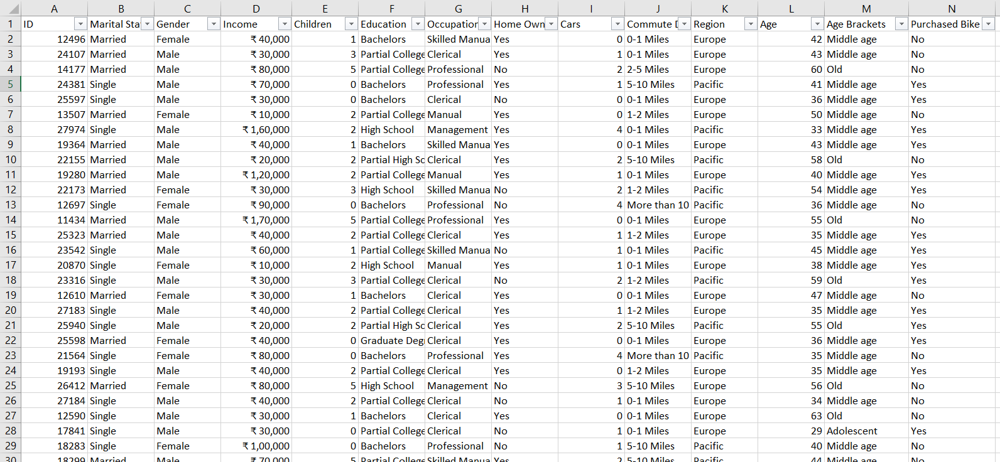 A B C D E F G H I J K L M N
1 ID Marital Sta Gender Income Children Education Occupation Home Own Cars Commute D Region Age Age Brackets Purchased Bike
2 12496 Married Female ₹ 40,000 1 Bachelors Skilled Manua Yes 0 0-1 Miles Europe 42 Middle age No
3 24107 Married Male ₹ 30,000 3 Partial College Clerical Yes 1 0-1 Miles Europe 43 Middle age No
4 14177 Married Male ₹ 80,000 5 Partial College Professional No 2 2-5 Miles Europe 60 Old No
5 24381 Single Male ₹ 70,000 0 Bachelors Professional Yes 1 5-10 Miles Pacific 41 Middle age Yes
6 25597 Single Male ₹ 30,000 0 Bachelors Clerical No 0 0-1 Miles Europe 36 Middle age Yes
7 13507 Married Female ₹ 10,000 2 Partial College Manual Yes 0 1-2 Miles Europe 50 Middle age No
8 27974 Single Male ₹ 1,60,000 2 High School Management Yes 4 0-1 Miles Pacific 33 Middle age Yes
9 19364 Married Male ₹ 40,000 1 Bachelors Skilled Manua Yes 0 0-1 Miles Europe 43 Middle age Yes
10 22155 Married Male ₹ 20,000 2 Partial High Sc Clerical Yes 2 5-10 Miles Pacific 58 Old No
11 19280 Married Male ₹ 1,20,000 2 Partial College Manual Yes 1 0-1 Miles Europe 40 Middle age Yes
12 22173 Married Female ₹ 30,000 3 High School Skilled Manua No 2 1-2 Miles Pacific 54 Middle age Yes
13 12697 Single Female ₹ 90,000 0 Bachelors Professional No 4 More than 10 Pacific 36 Middle age No
14 11434 Married Male ₹ 1,70,000 5 Partial College Professional Yes 0 0-1 Miles Europe 55 Old No
15 25323 Married Male ₹ 40,000 2 Partial College Clerical Yes 1 1-2 Miles Europe 35 Middle age Yes
16 23542 Single Male ₹ 60,000 1 Partial College Skilled Manua No 1 0-1 Miles Pacific 45 Middle age Yes
17 20870 Single Female ₹ 10,000 2 High School Manual Yes 1 0-1 Miles Europe 38 Middle age Yes
18 23316 Single Male ₹ 30,000 3 Partial College Clerical No 2 1-2 Miles Pacific 59 Old Yes
19 12610 Married Female ₹ 30,000 1 Bachelors Clerical Yes 0 0-1 Miles Europe 47 Middle age No
20 27183 Single Male ₹ 40,000 2 Partial College Clerical Yes 1 1-2 Miles Europe 35 Middle age Yes
21 25940 Single Male ₹ 20,000 2 Partial High Sc Clerical Yes 2 5-10 Miles Pacific 55 Old Yes
22 25598 Married Female ₹ 40,000 0 Graduate Deg Clerical Yes 0 0-1 Miles Europe 36 Middle age Yes
23 21564 Single Female ₹ 80,000 0 Bachelors Professional Yes 4 More than 10 Pacific 35 Middle age No
24 19193 Single Male ₹ 40,000 2 Partial College Clerical Yes 0 1-2 Miles Europe 35 Middle age Yes
25 26412 Married Female ₹ 80,000 5 High School Management No 3 5-10 Miles Europe 56 Old No
26 27184 Single Male ₹ 40,000 2 Partial College Clerical No 1 0-1 Miles Europe 34 Middle age No
27 12590 Single Male ₹ 30,000 1 Bachelors Clerical Yes 0 0-1 Miles Europe 63 Old No
28 17841 Single Male ₹ 30,000 0 Partial College Clerical No 1 0-1 Miles Europe 29 Adolescent Yes
29 18283 Single Female ₹ 1,00,000 0 Bachelors Professional No 1 5-10 Miles Pacific 40 Middle age No
30 18299 Married Male ₹ 70,000 5 Partial College Skilled Manua Yes 2 5-10 Miles Pacific 44 Middle age No